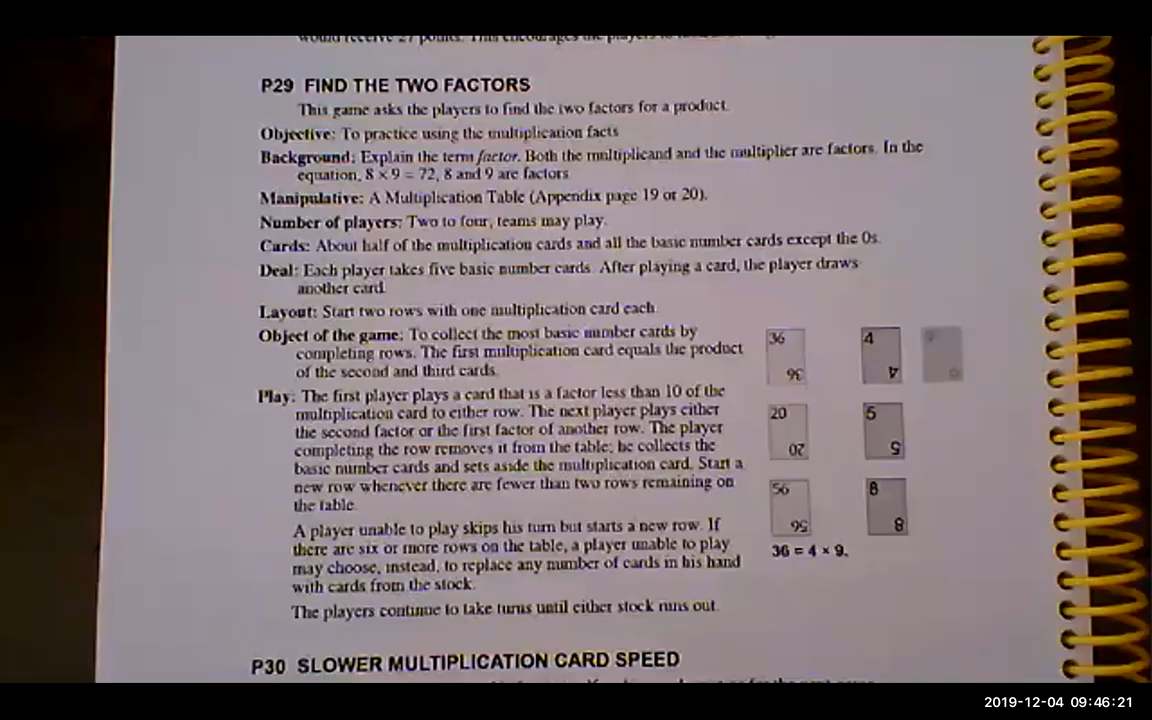 would receive 27 points. This encourages the players to
P29 FIND THE TWO FACTORS
This game asks the players to find the two factors for a product.
Objective: To practice using the multiplication facts
Background: Explain the term factor. Both the multiplicand and the multiplier are factors. In the
equation, 8 × 9 = 72, 8 and 9 are factors
Manipulative: A Multiplication Table (Appendix page 19 or 20).
Number of players: Two to four, teams may play.
Cards: About half of the multiplication cards and all the basic number cards except the 0s.
Deal: Each player takes five basic number cards. After playing a card, the player draws
another card.
Layout: Start two rows with one multiplication card each.
Object of the game: To collect the most basic number cards by
completing rows. The first multiplication card equals the product
of the second and third cards.
Play: The first player plays a card that is a factor less than 10 of the
multiplication card to either row. The next player plays either
the second factor or the first factor of another row. The player
completing the row removes it from the table; he collects the
basic number cards and sets aside the multiplication card. Start a
new row whenever there are fewer than two rows remaining on
the table.
A player unable to play skips his turn but starts a new row. If
there are six or more rows on the table, a player unable to play
may choose, instead, to replace any number of cards in his hand
with cards from the stock.
The players continue to take turns until either stock runs out.
36 4
36 4
20 5
20 5
56 8
56 8
36 = 4 × 9.
P30 SLOWER MULTIPLICATION CARD SPEED
2019-12-04 09:46:21